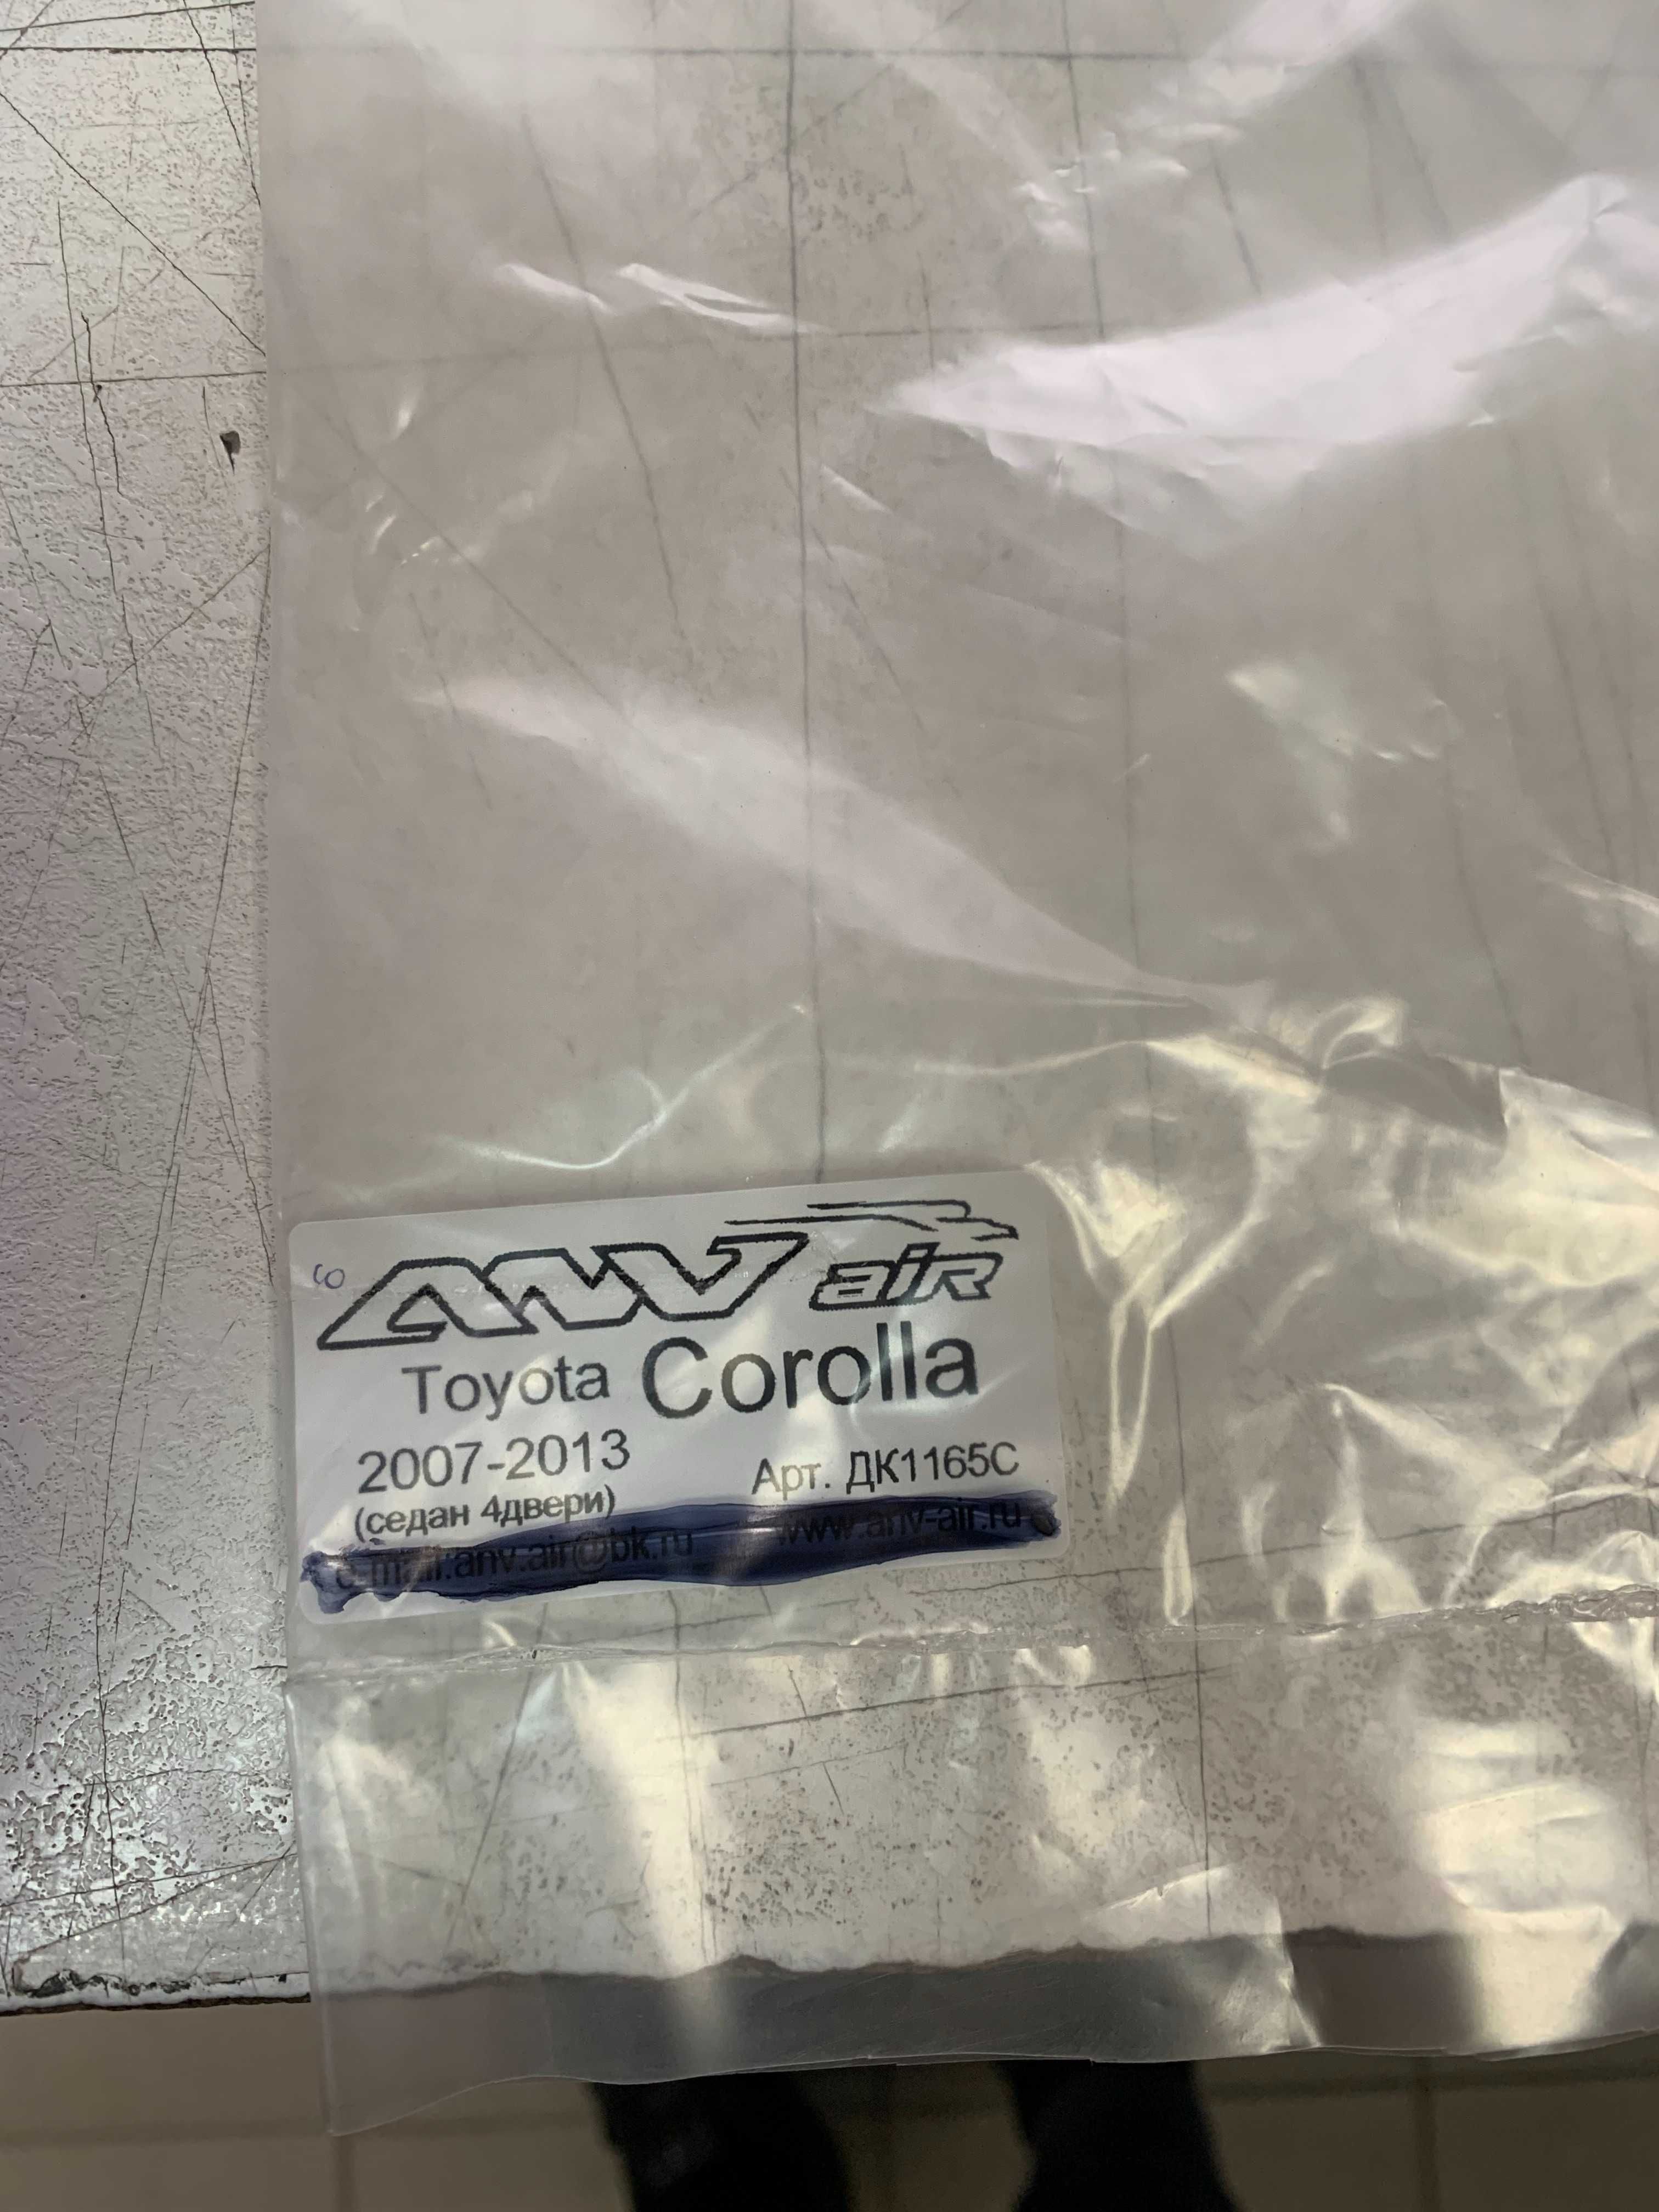 ANV air
Toyota Corolla
2007-2013 Арт. ДК1165С
(седан 4двери)
e-mail:anv.air@bk.ru www.anv-air.ru